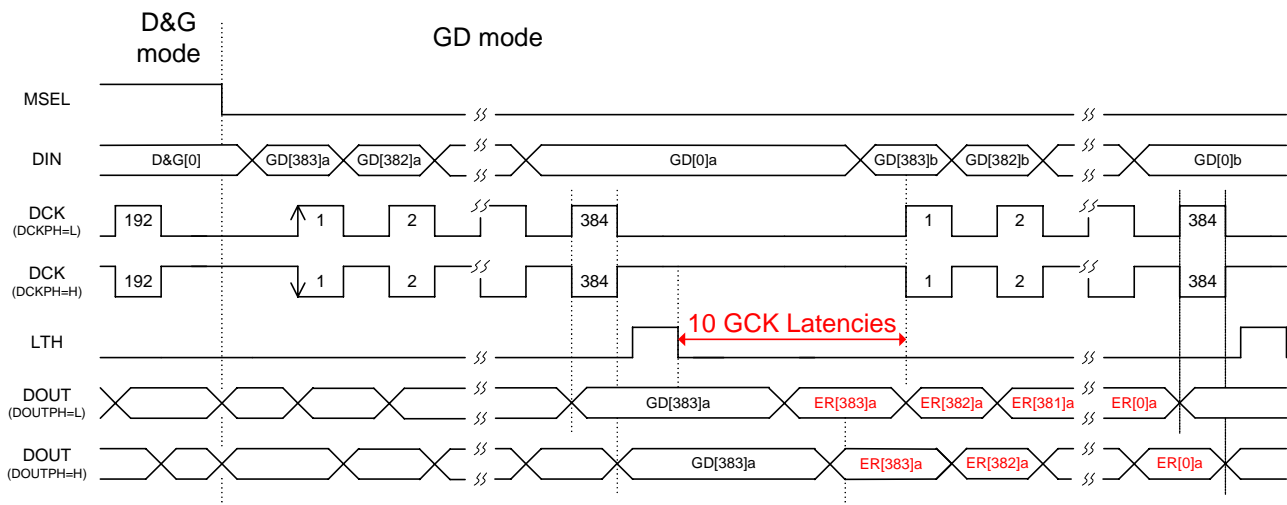 D&G mode
GD mode
MSEL
DIN D&G[0] GD[383]a GD[382]a GD[0]a GD[383]b GD[382]b GD[0]b
DCK (DCKPH=L) 192 1 2 384 1 2 384
DCK (DCKPH=H) 192 1 2 384 1 2 384
LTH 10 GCK Latencies
DOUT (DOUTPH=L) GD[383]a ER[383]a ER[382]a ER[381]a ER[0]a
DOUT (DOUTPH=H) GD[383]a ER[383]a ER[382]a ER[0]a